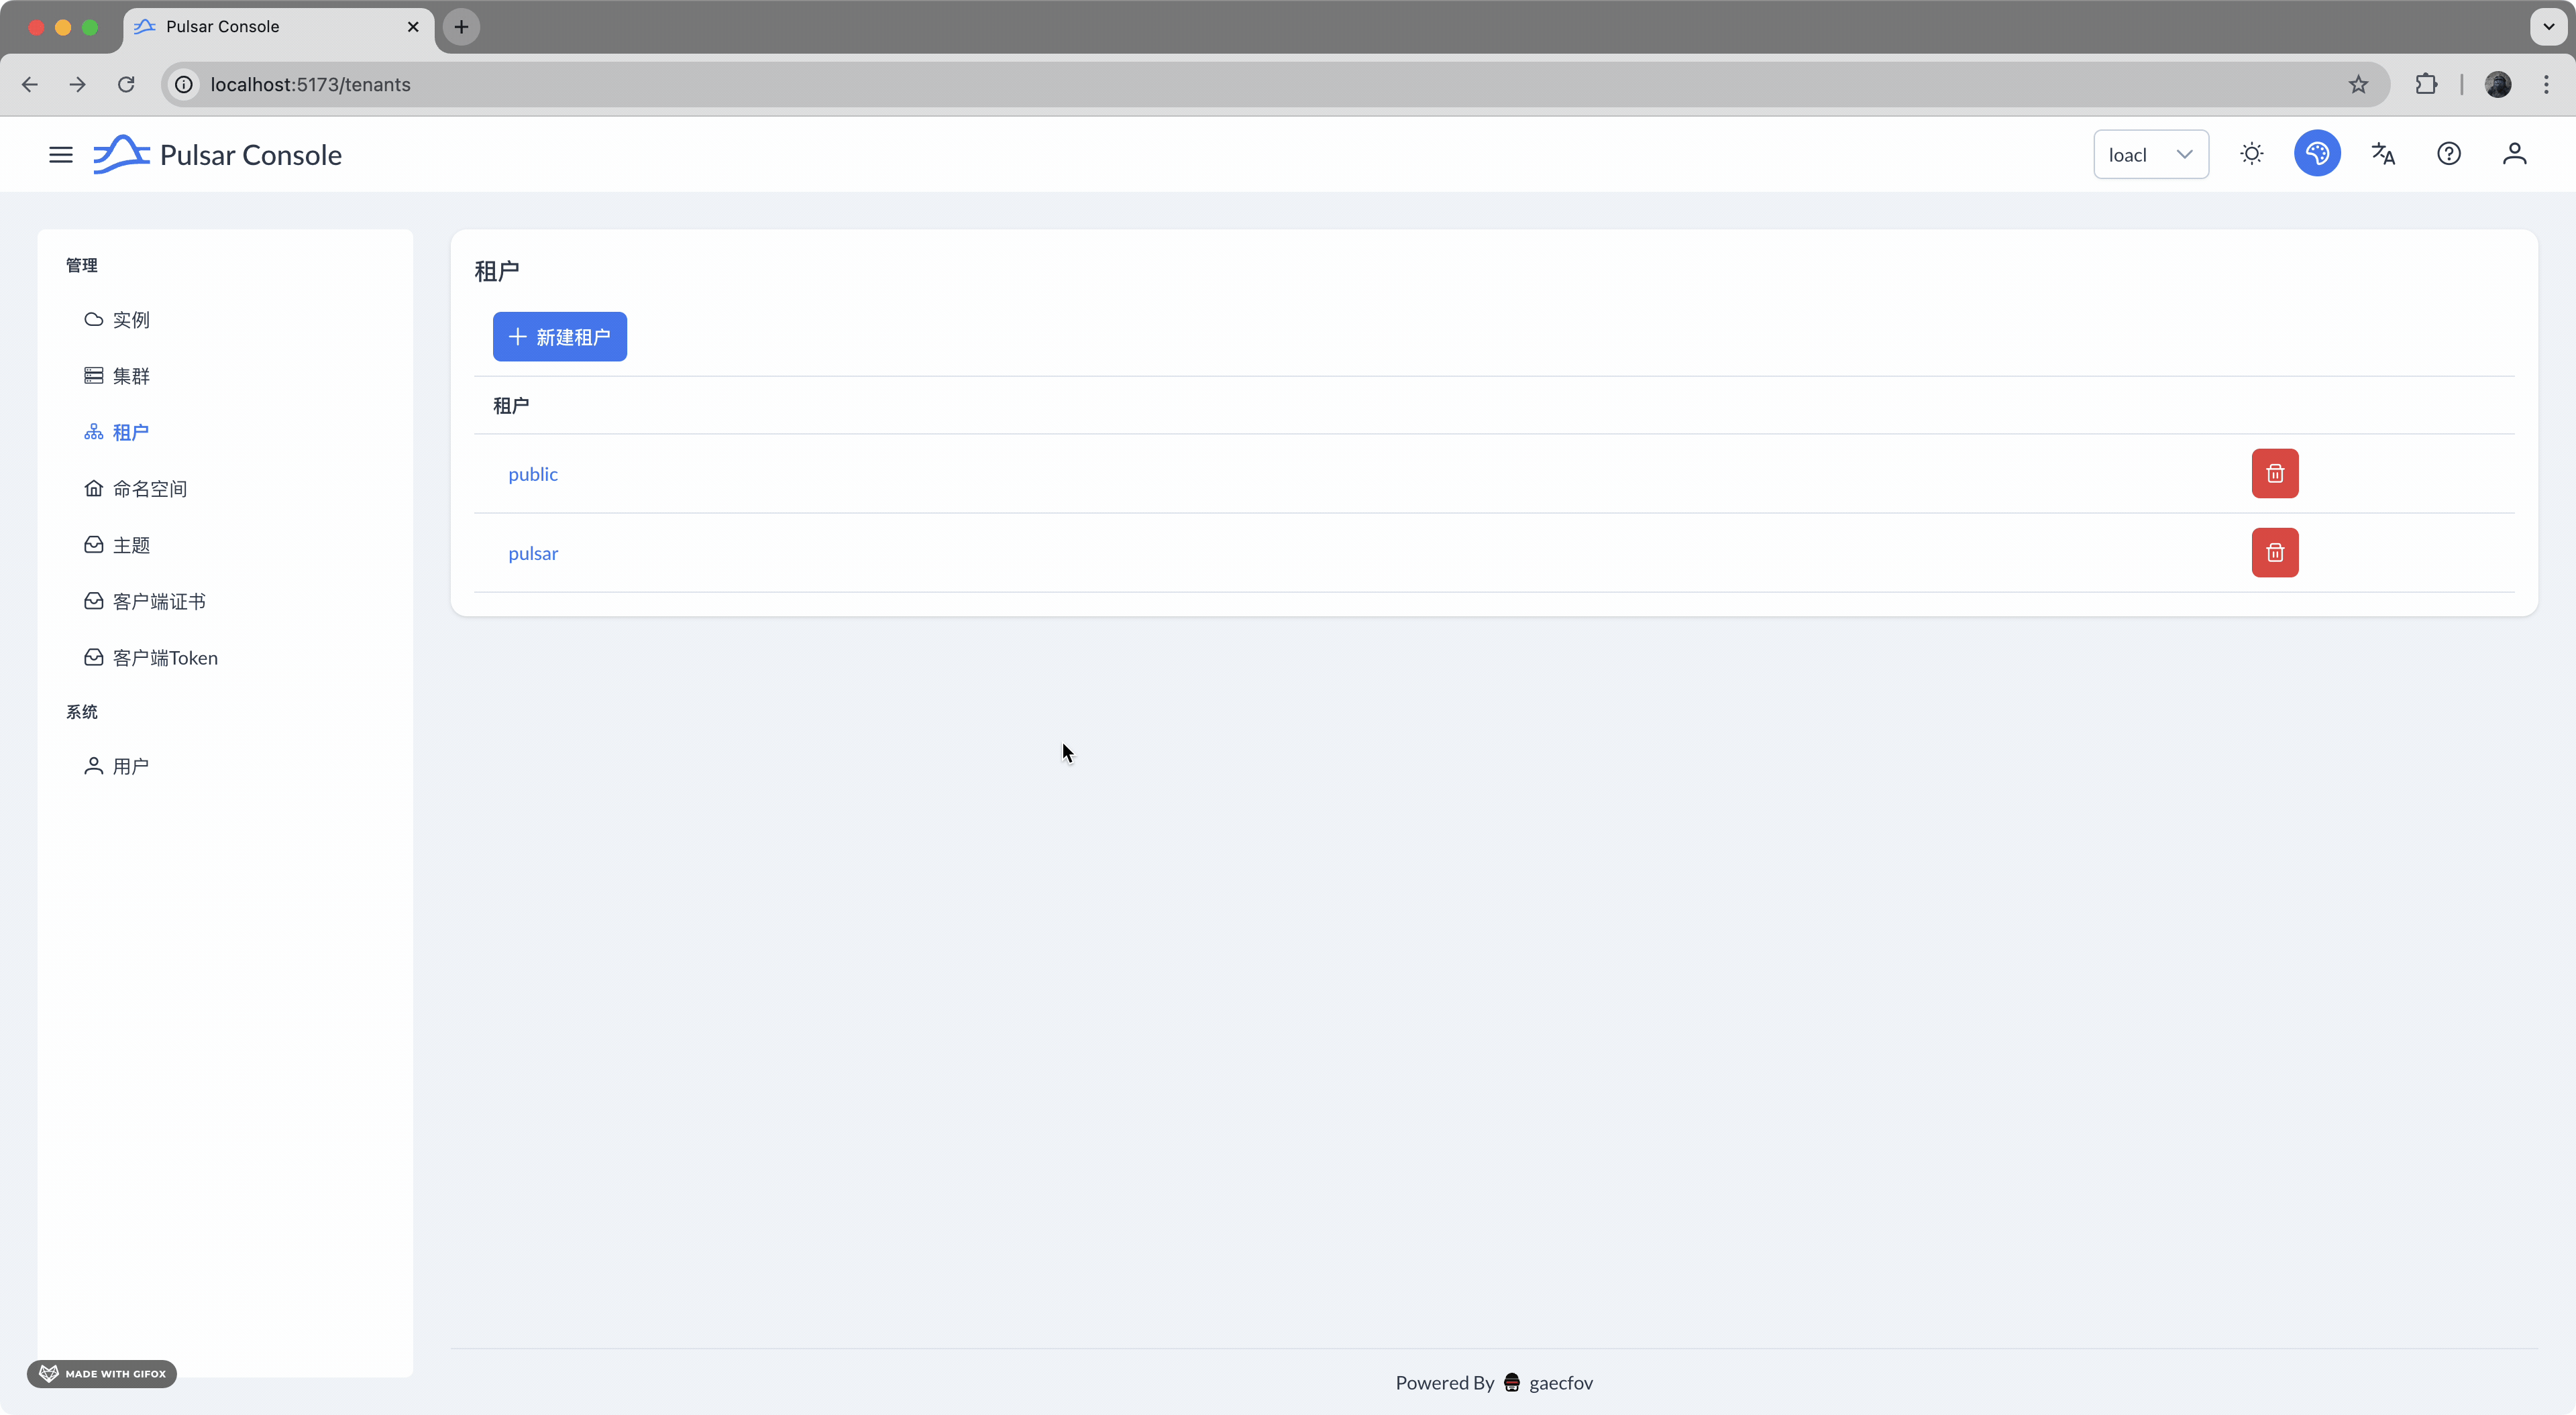 Pulsar Console
localhost:5173/tenants
Pulsar Console
loacl
管理
实例
集群
租户
命名空间
主题
客户端证书
客户端Token
系统
用户
租户
新建租户
租户
public
pulsar
MADE WITH GIFOX
Powered By gaecfov